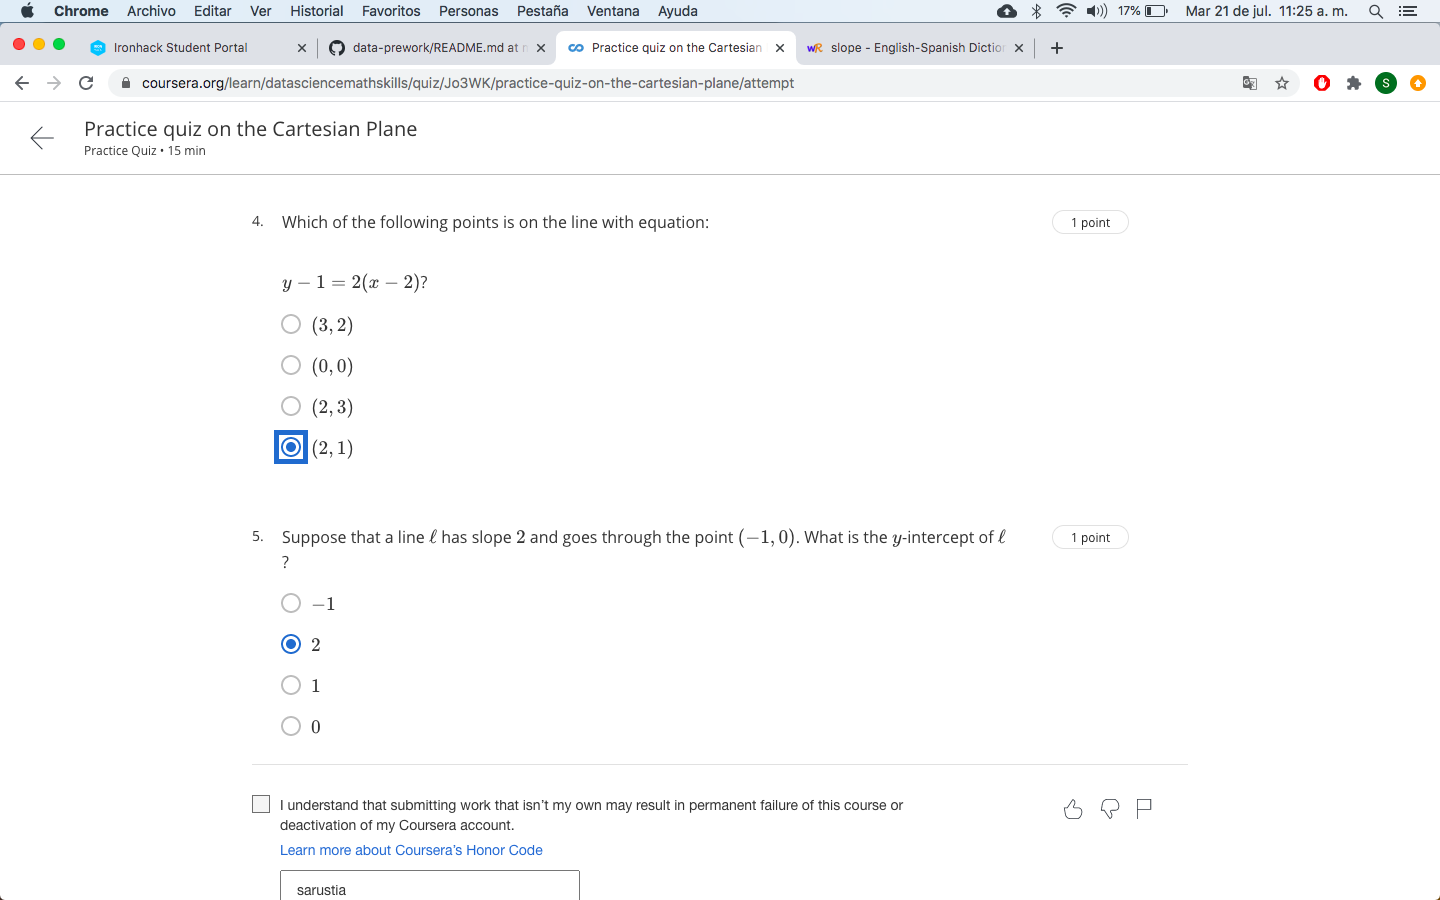 Chrome Archivo Editar Ver Historial Favoritos Personas Pestaña Ventana Ayuda 17% Mar 21 de jul. 11:25 a. m.
Ironhack Student Portal data-prework/README.md at Practice quiz on the Cartesian wR slope - English-Spanish Diction
coursera.org/learn/datasciencemathskills/quiz/Jo3WK/practice-quiz-on-the-cartesian-plane/attempt S
Practice quiz on the Cartesian Plane
Practice Quiz • 15 min
4. Which of the following points is on the line with equation: 1 point
y − 1 = 2(x − 2)?
(3, 2)
(0, 0)
(2, 3)
(2, 1)
5. Suppose that a line ℓ has slope 2 and goes through the point (−1, 0). What is the y-intercept of ℓ 1 point
?
−1
2
1
0
I understand that submitting work that isn't my own may result in permanent failure of this course or
deactivation of my Coursera account.
Learn more about Coursera's Honor Code
sarustia